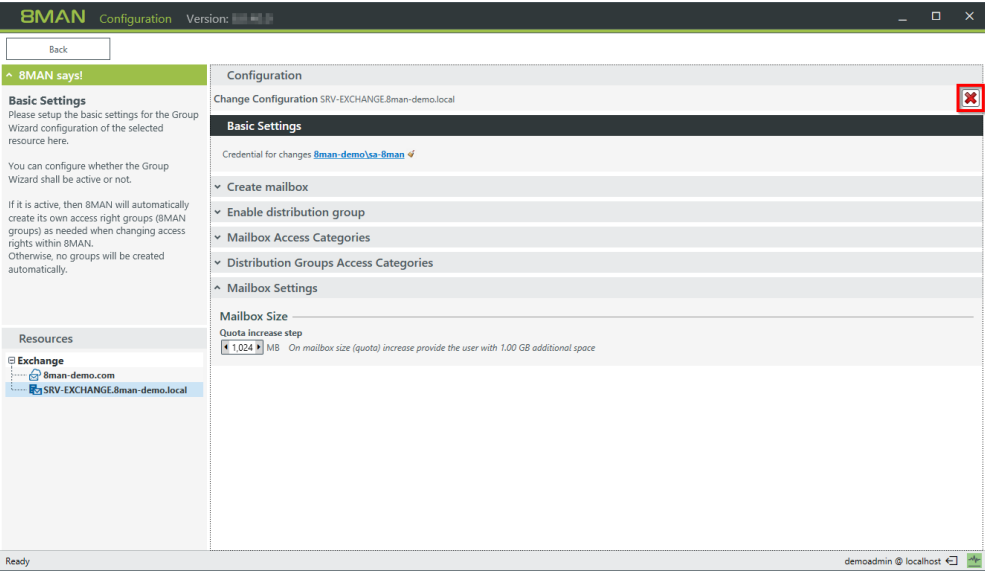 8MAN Configuration Version:
Back
8MAN says!
Basic Settings
Please setup the basic settings for the Group
Wizard configuration of the selected
resource here.
You can configure whether the Group
Wizard shall be active or not.
If it is active, then 8MAN will automatically
create its own access right groups (8MAN
groups) as needed when changing access
rights within 8MAN.
Otherwise, no groups will be created
automatically.
Resources
Exchange
8man-demo.com
SRV-EXCHANGE.8man-demo.local
Configuration
Change Configuration SRV-EXCHANGE.8man-demo.local
Basic Settings
Credential for changes 8man-demo\sa-8man
Create mailbox
Enable distribution group
Mailbox Access Categories
Distribution Groups Access Categories
Mailbox Settings
Mailbox Size
Quota increase step
1,024 MB On mailbox size (quota) increase provide the user with 1.00 GB additional space
Ready
demoadmin @ localhost